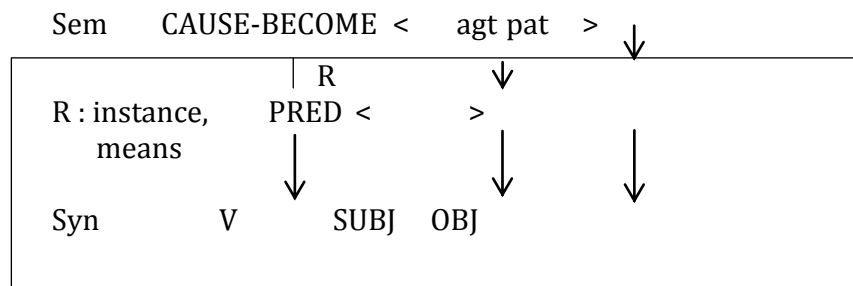 Sem CAUSE-BECOME < agt pat >
R
R : instance, PRED < >
means
Syn V SUBJ OBJ